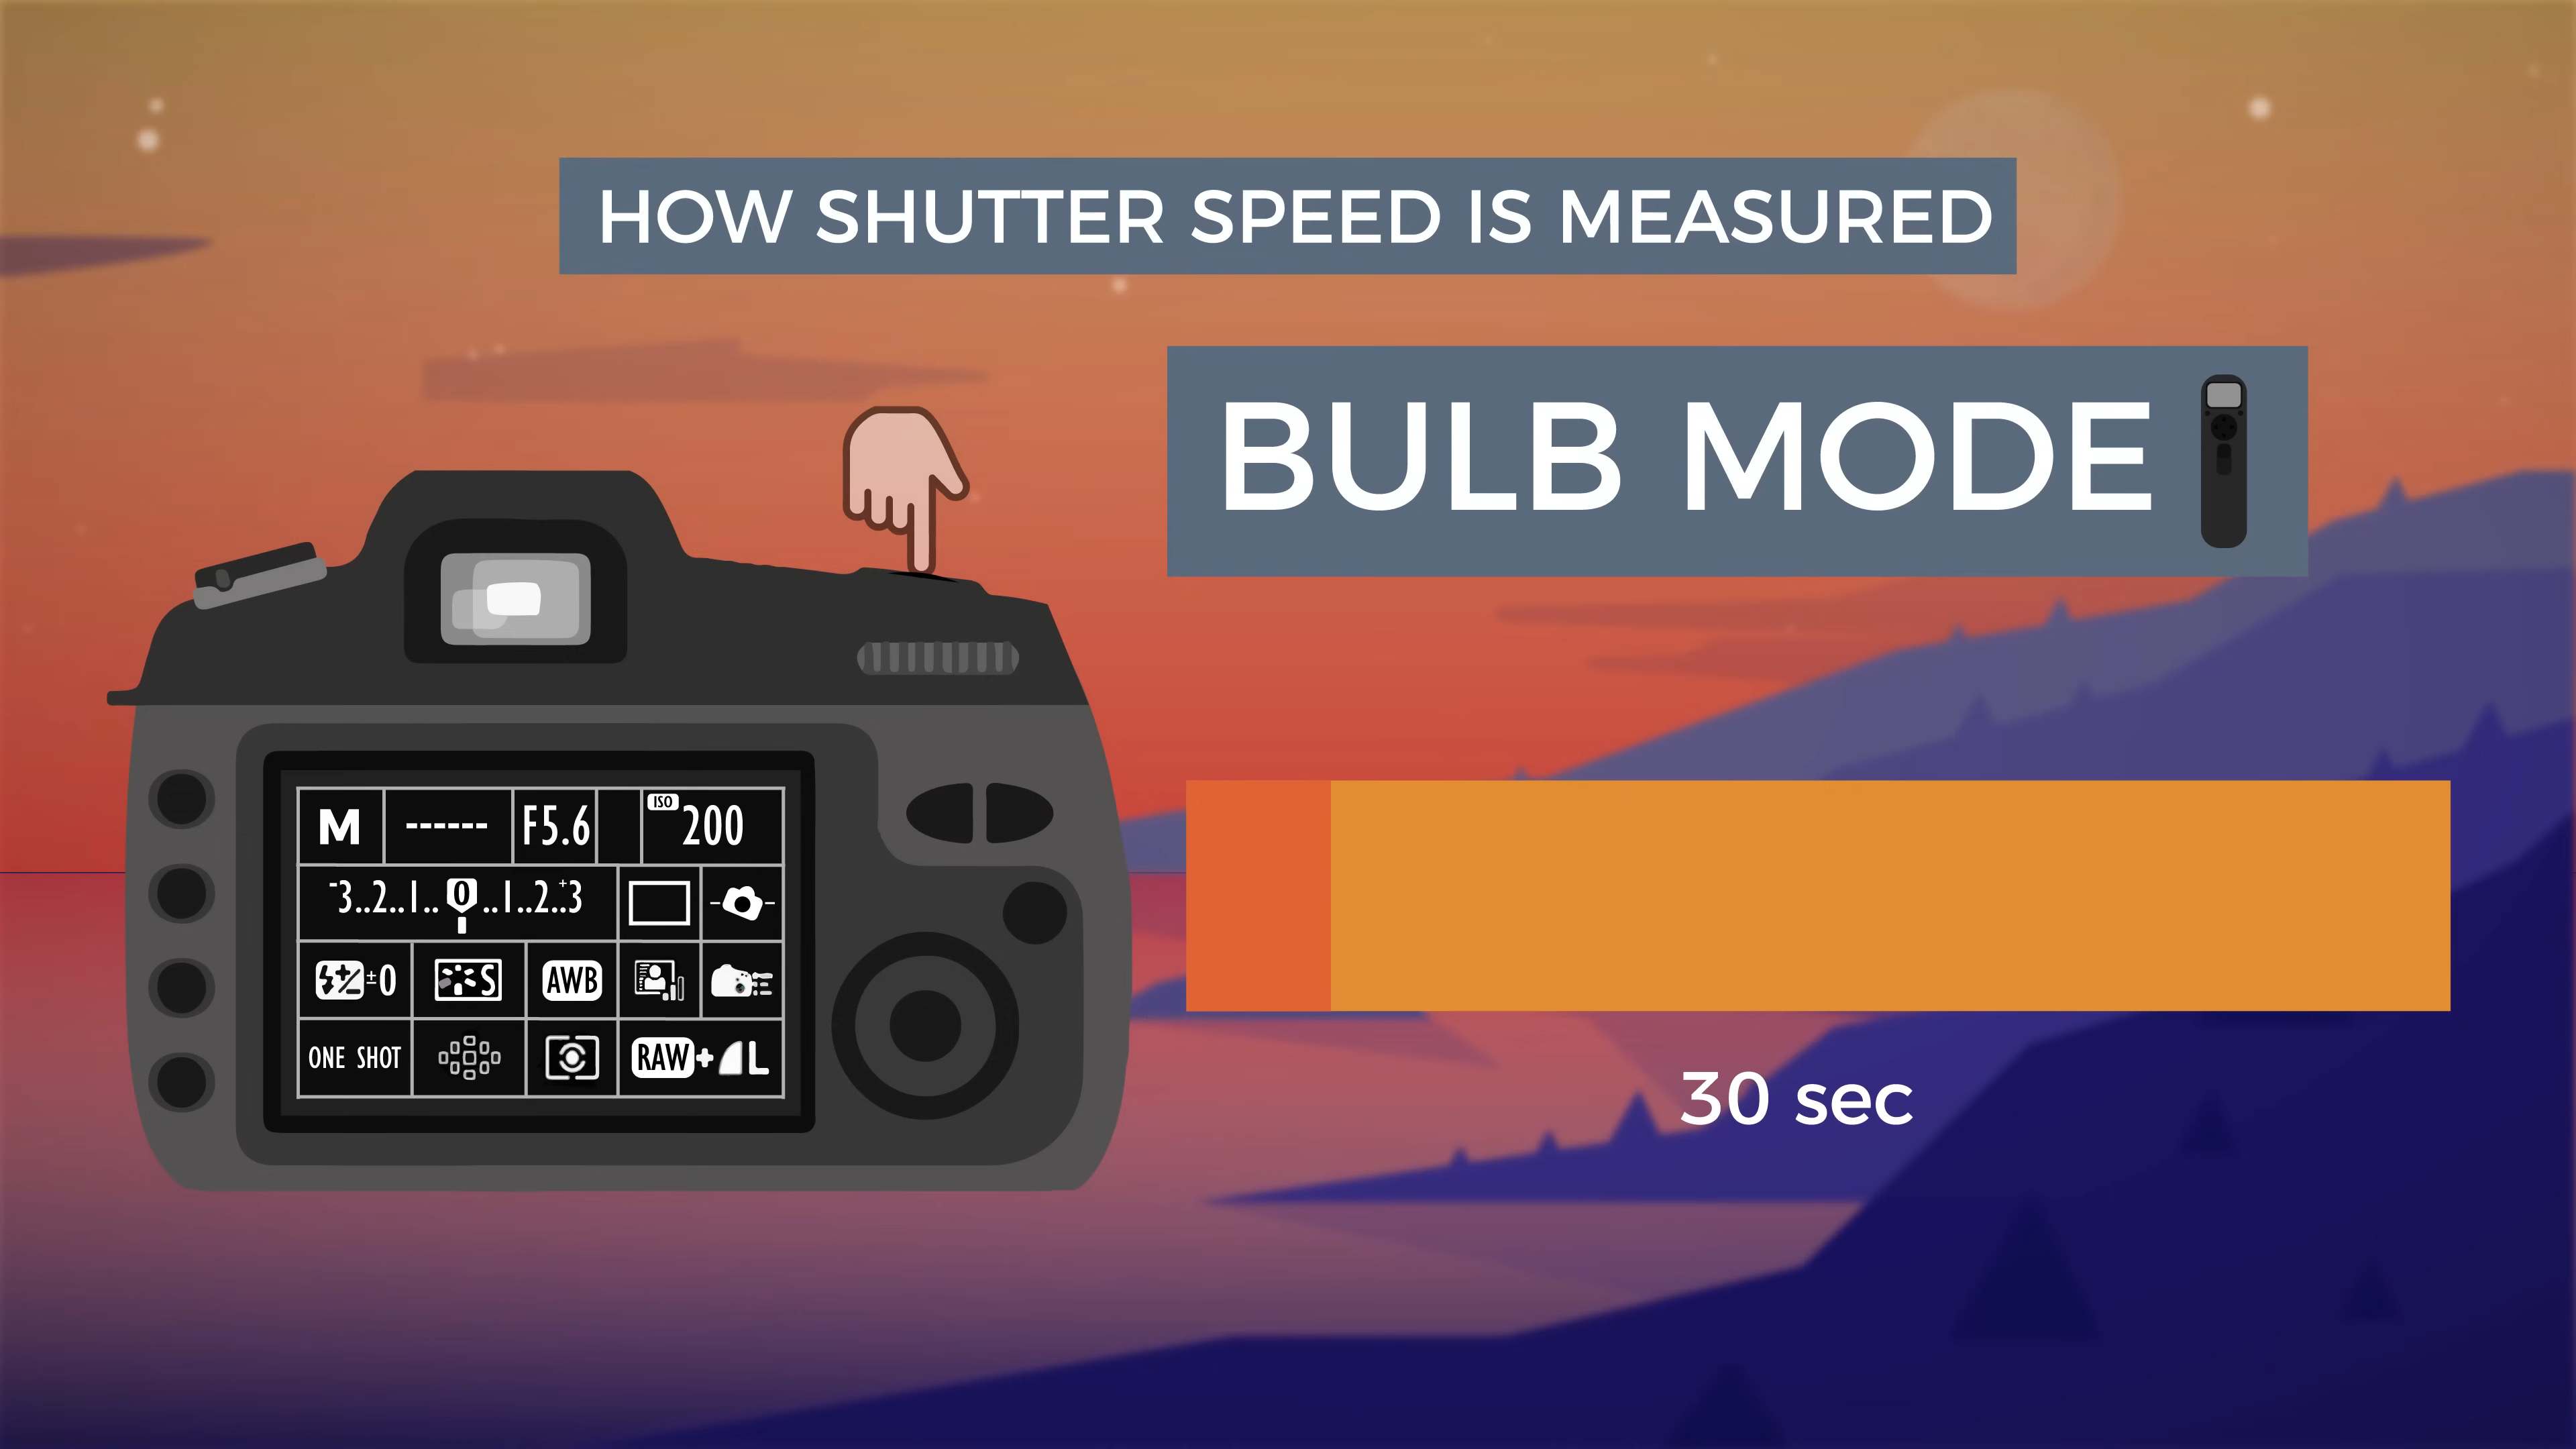 HOW SHUTTER SPEED IS MEASURED
BULB MODE
M ------ F5.6 ISO 200
-3..2..1..0..1..2..+3
±0 S AWB
ONE SHOT RAW+L
30 sec